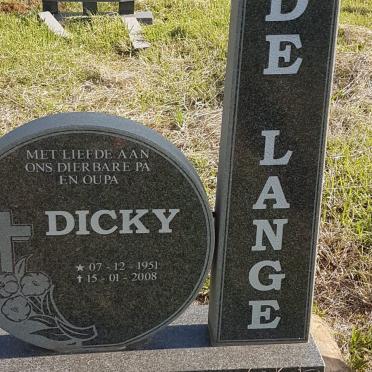 MET LIEFDE AAN
ONS DIERBARE PA
EN OUPA
DICKY
★ 07 - 12 - 1951
✝ 15 - 01 - 2008
DE LANGE